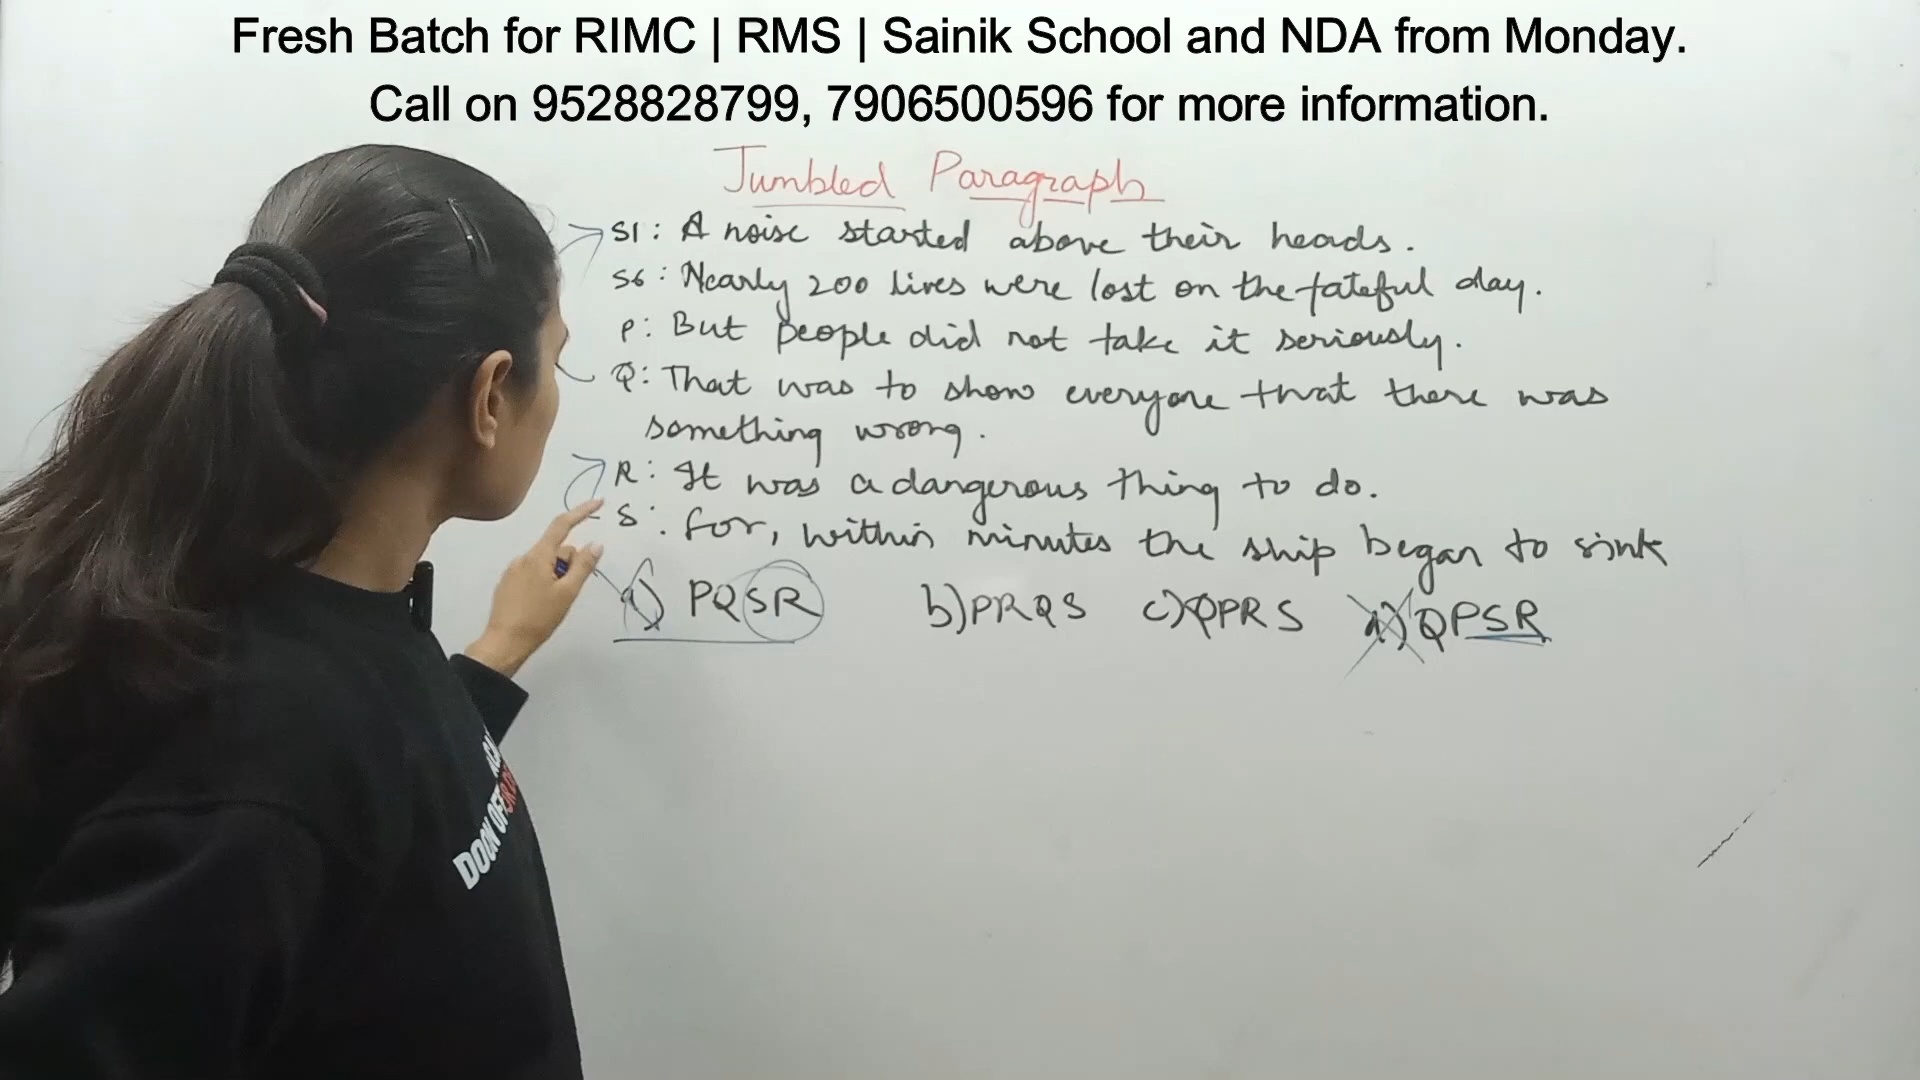 Fresh Batch for RIMC | RMS | Sainik School and NDA from Monday.
Call on 9528828799, 7906500596 for more information.
Jumbled Paragraph
S1: A noise started above their heads.
S6: Nearly 200 lives were lost on the fateful day.
P: But people did not take it seriously.
Q: That was to show everyone that there was
something wrong.
R: It was a dangerous thing to do.
S: for, within minutes the ship began to sink
a) PQSR b) PRQS c) QPRS d) QPSR
DOON